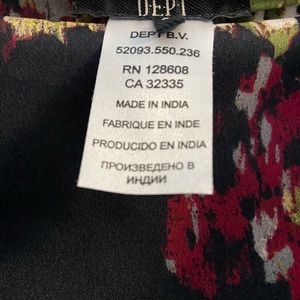 DEPT
DEPT B.V.
52093.550.236
RN 128608
CA 32335
MADE IN INDIA
FABRIQUE EN INDE
PRODUCIDO EN INDIA
ПРОИЗВЕДЕНО В
ИНДИИ